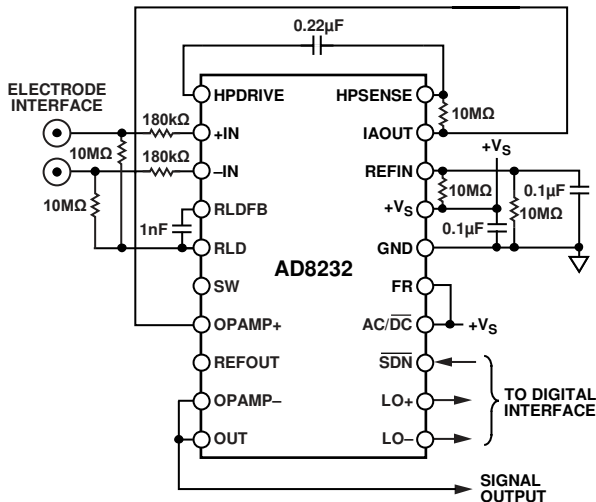 0.22µF
ELECTRODE
INTERFACE
HPDRIVE
HPSENSE
180kΩ
10MΩ
+IN
IAOUT
10MΩ
180kΩ
+VS
–IN
REFIN
10MΩ
10MΩ
0.1µF
10MΩ
RLDFB
+VS
1nF
0.1µF
RLD
GND
AD8232
SW
FR
OPAMP+
AC/DC
+VS
REFOUT
SDN
OPAMP–
LO+
TO DIGITAL
INTERFACE
OUT
LO–
SIGNAL
OUTPUT